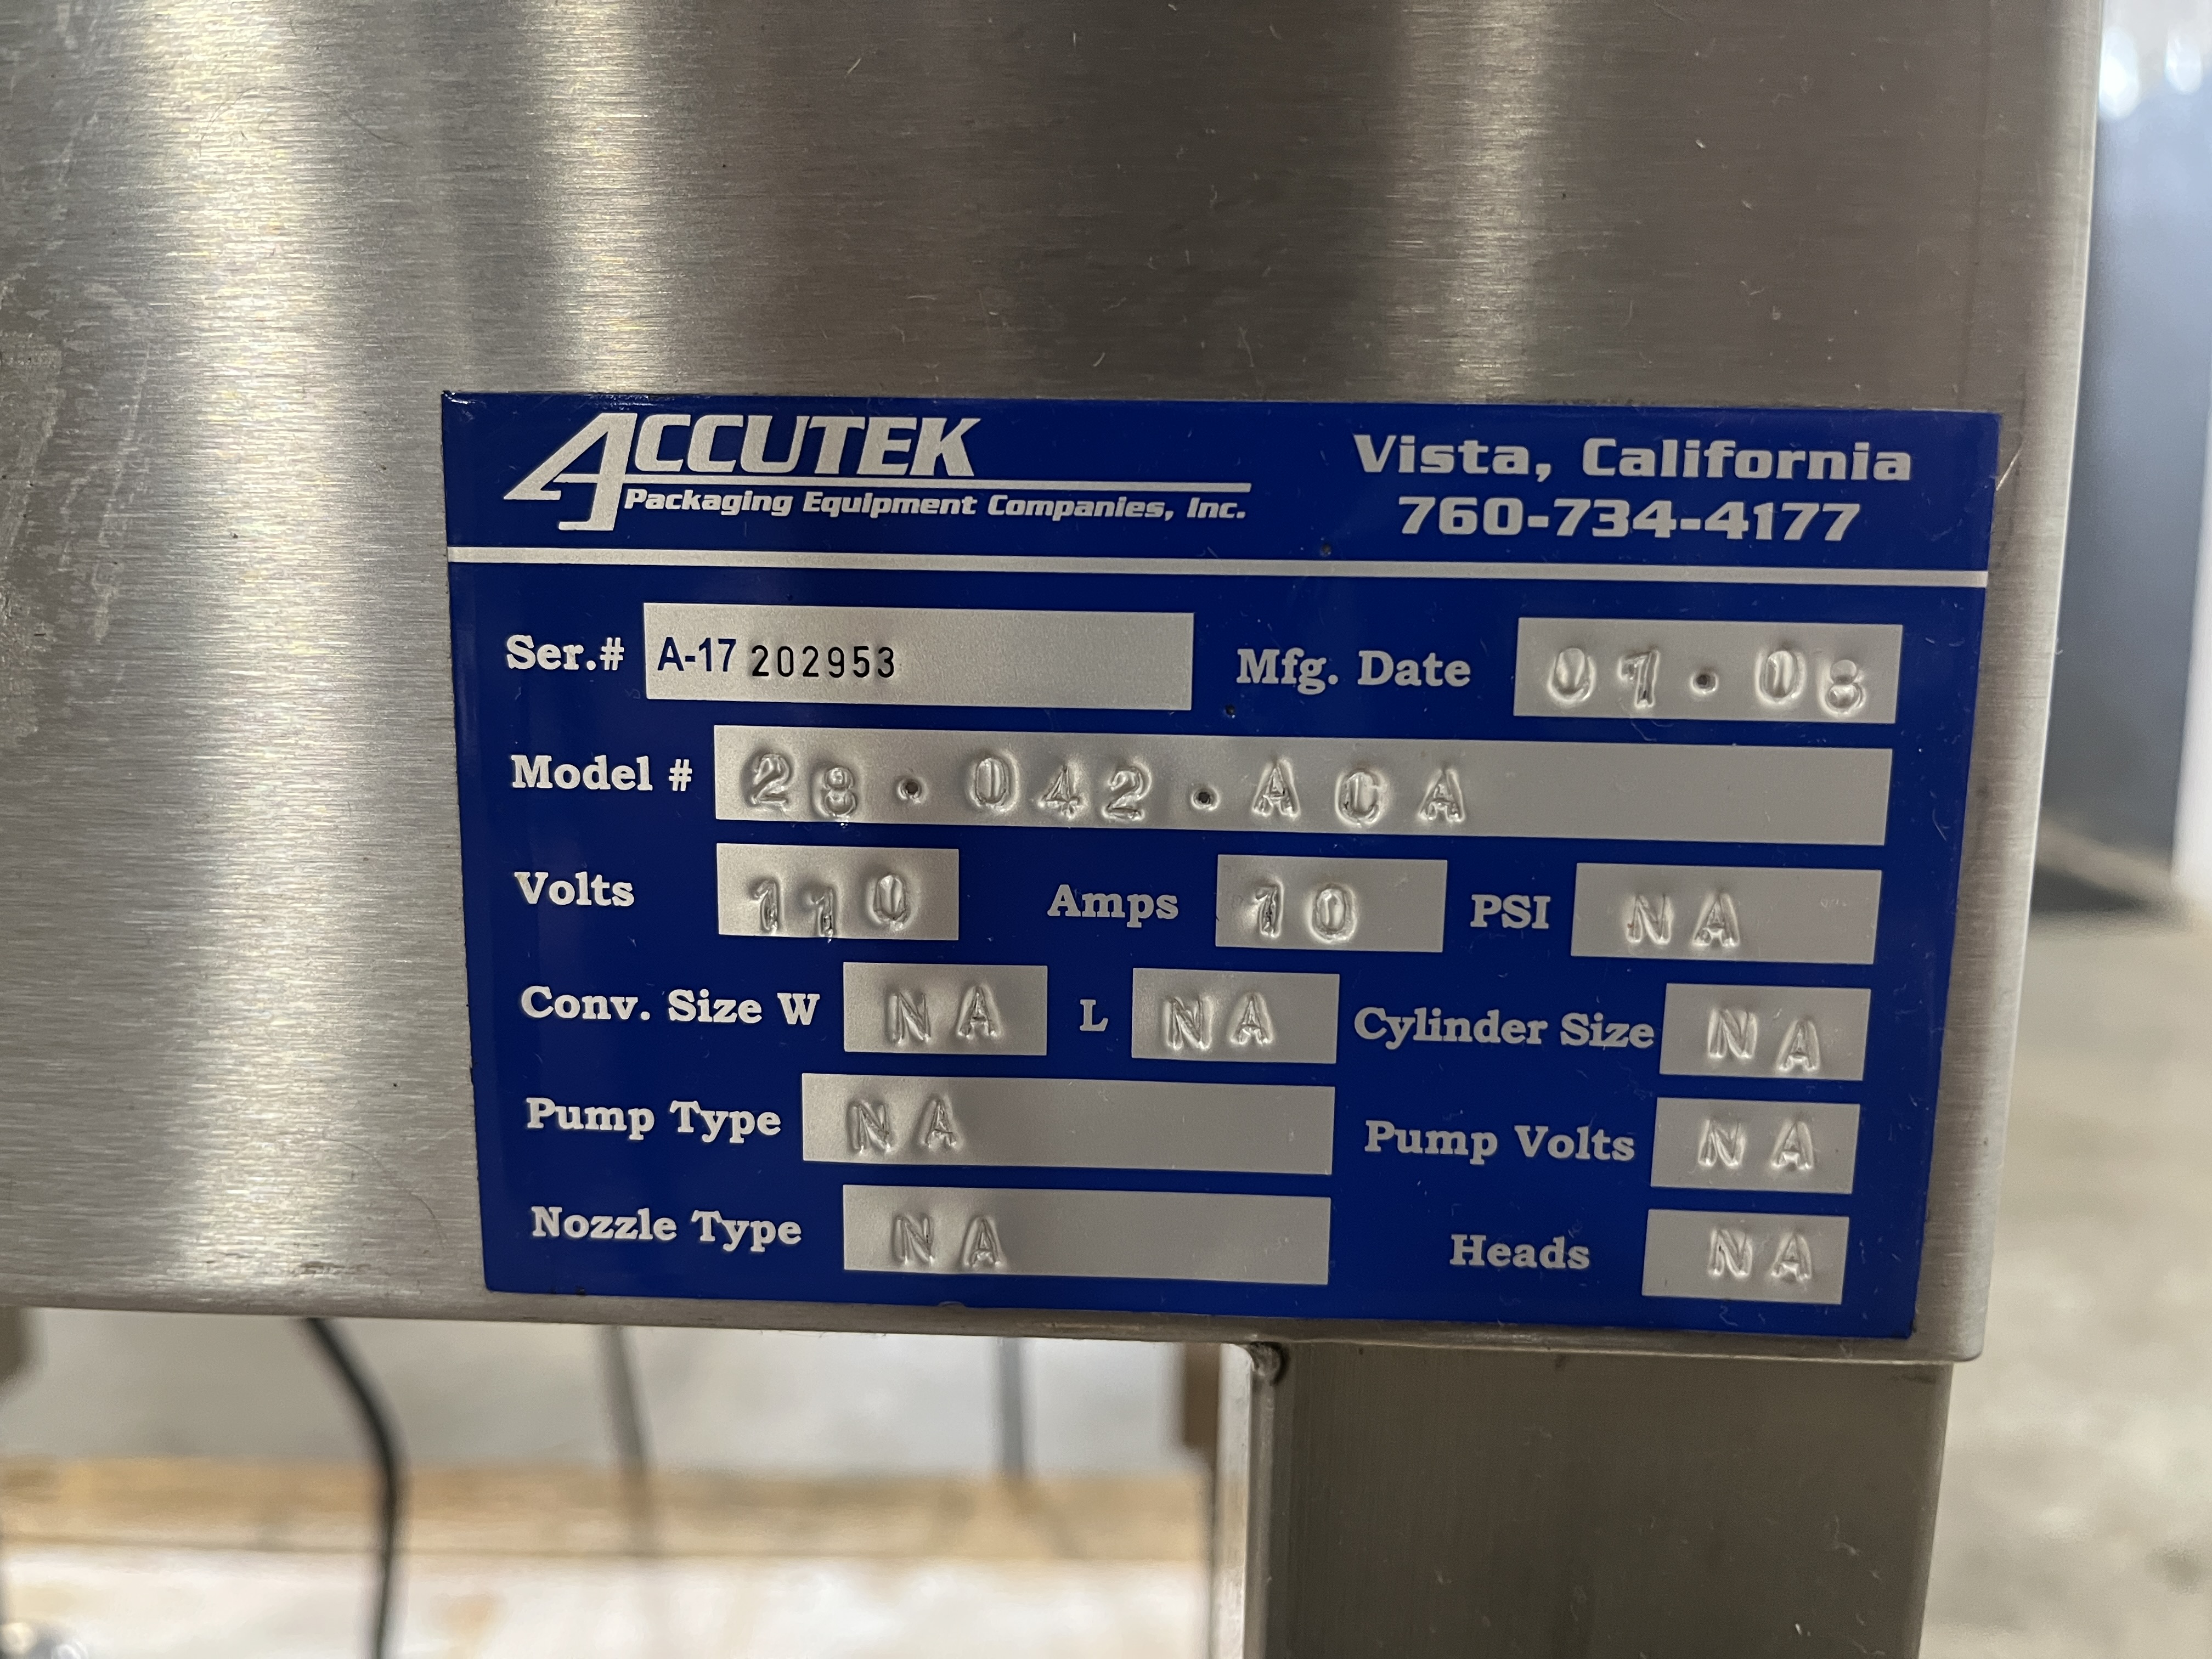 ACCUTEK
Packaging Equipment Companies, Inc.
Vista, California
760-734-4177
Ser.# A-17 202953 Mfg. Date 01.08
Model # 28.042.ACA
Volts 110 Amps 10 PSI NA
Conv. Size W NA L NA Cylinder Size NA
Pump Type NA Pump Volts NA
Nozzle Type NA Heads NA